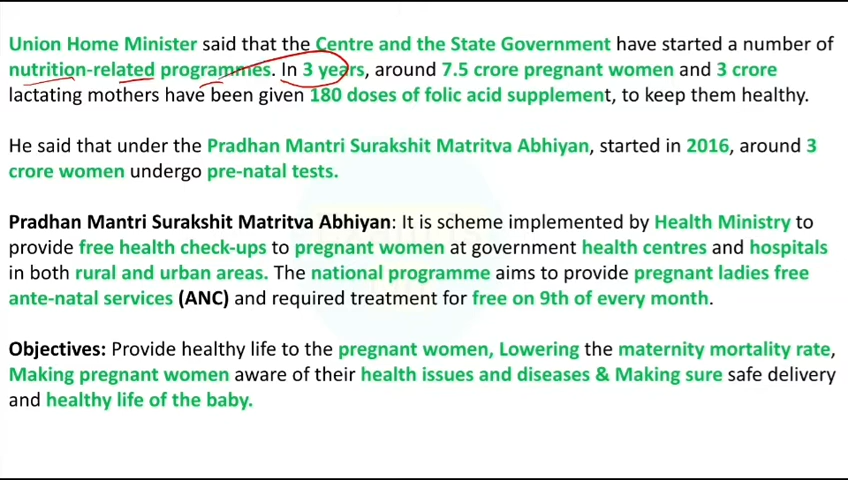 Union Home Minister said that the Centre and the State Government have started a number of
nutrition-related programmes. In 3 years, around 7.5 crore pregnant women and 3 crore
lactating mothers have been given 180 doses of folic acid supplement, to keep them healthy.
He said that under the Pradhan Mantri Surakshit Matritva Abhiyan, started in 2016, around 3
crore women undergo pre-natal tests.
Pradhan Mantri Surakshit Matritva Abhiyan: It is scheme implemented by Health Ministry to
provide free health check-ups to pregnant women at government health centres and hospitals
in both rural and urban areas. The national programme aims to provide pregnant ladies free
ante-natal services (ANC) and required treatment for free on 9th of every month.
Objectives: Provide healthy life to the pregnant women, Lowering the maternity mortality rate,
Making pregnant women aware of their health issues and diseases & Making sure safe delivery
and healthy life of the baby.